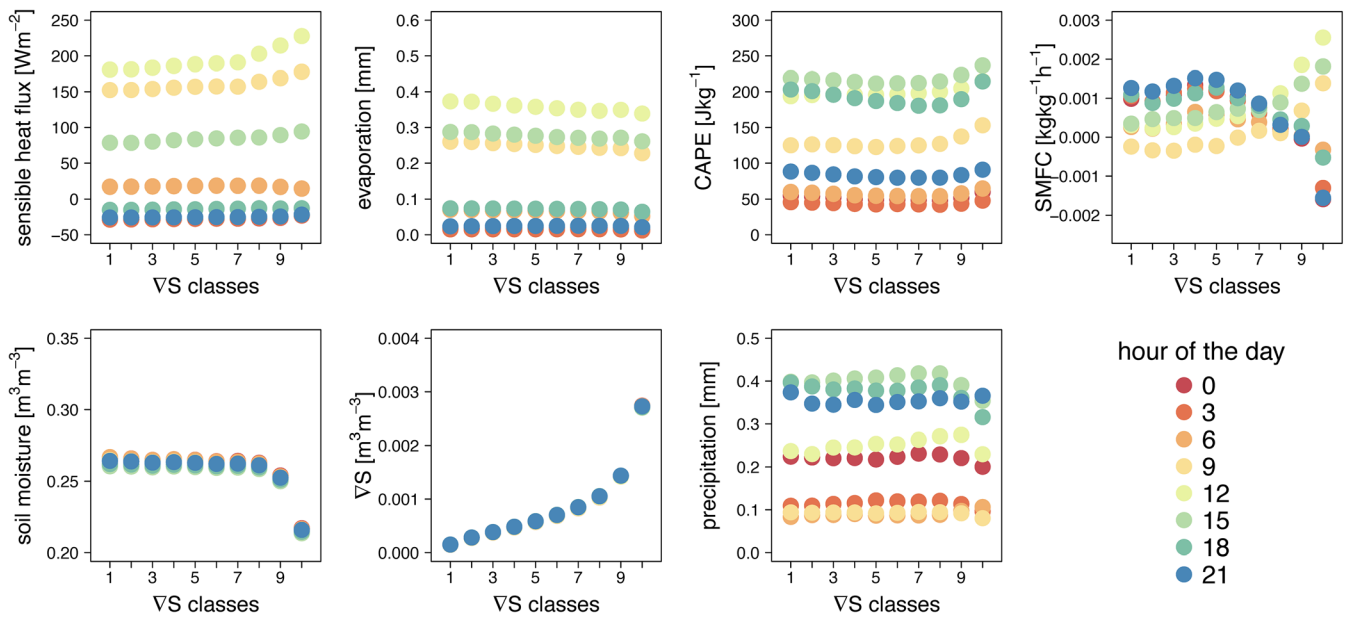 sensible heat flux [Wm−2]
250
200
150
100
50
0
−50
1 3 5 7 9
∇S classes
evaporation [mm]
0.6
0.5
0.4
0.3
0.2
0.1
0.0
1 3 5 7 9
∇S classes
CAPE [JKg−1]
300
250
200
150
100
50
0
1 3 5 7 9
∇S classes
SMFC [kgkg−1h−1]
0.003
0.002
0.001
0.000
−0.001
−0.002
1 3 5 7 9
∇S classes
soil moisture [m3m−3]
0.35
0.30
0.25
0.20
1 3 5 7 9
∇S classes
∇S [m3m−3]
0.004
0.003
0.002
0.001
0.000
1 3 5 7 9
∇S classes
precipitation [mm]
0.5
0.4
0.3
0.2
0.1
0.0
1 3 5 7 9
∇S classes
hour of the day
0
3
6
9
12
15
18
21